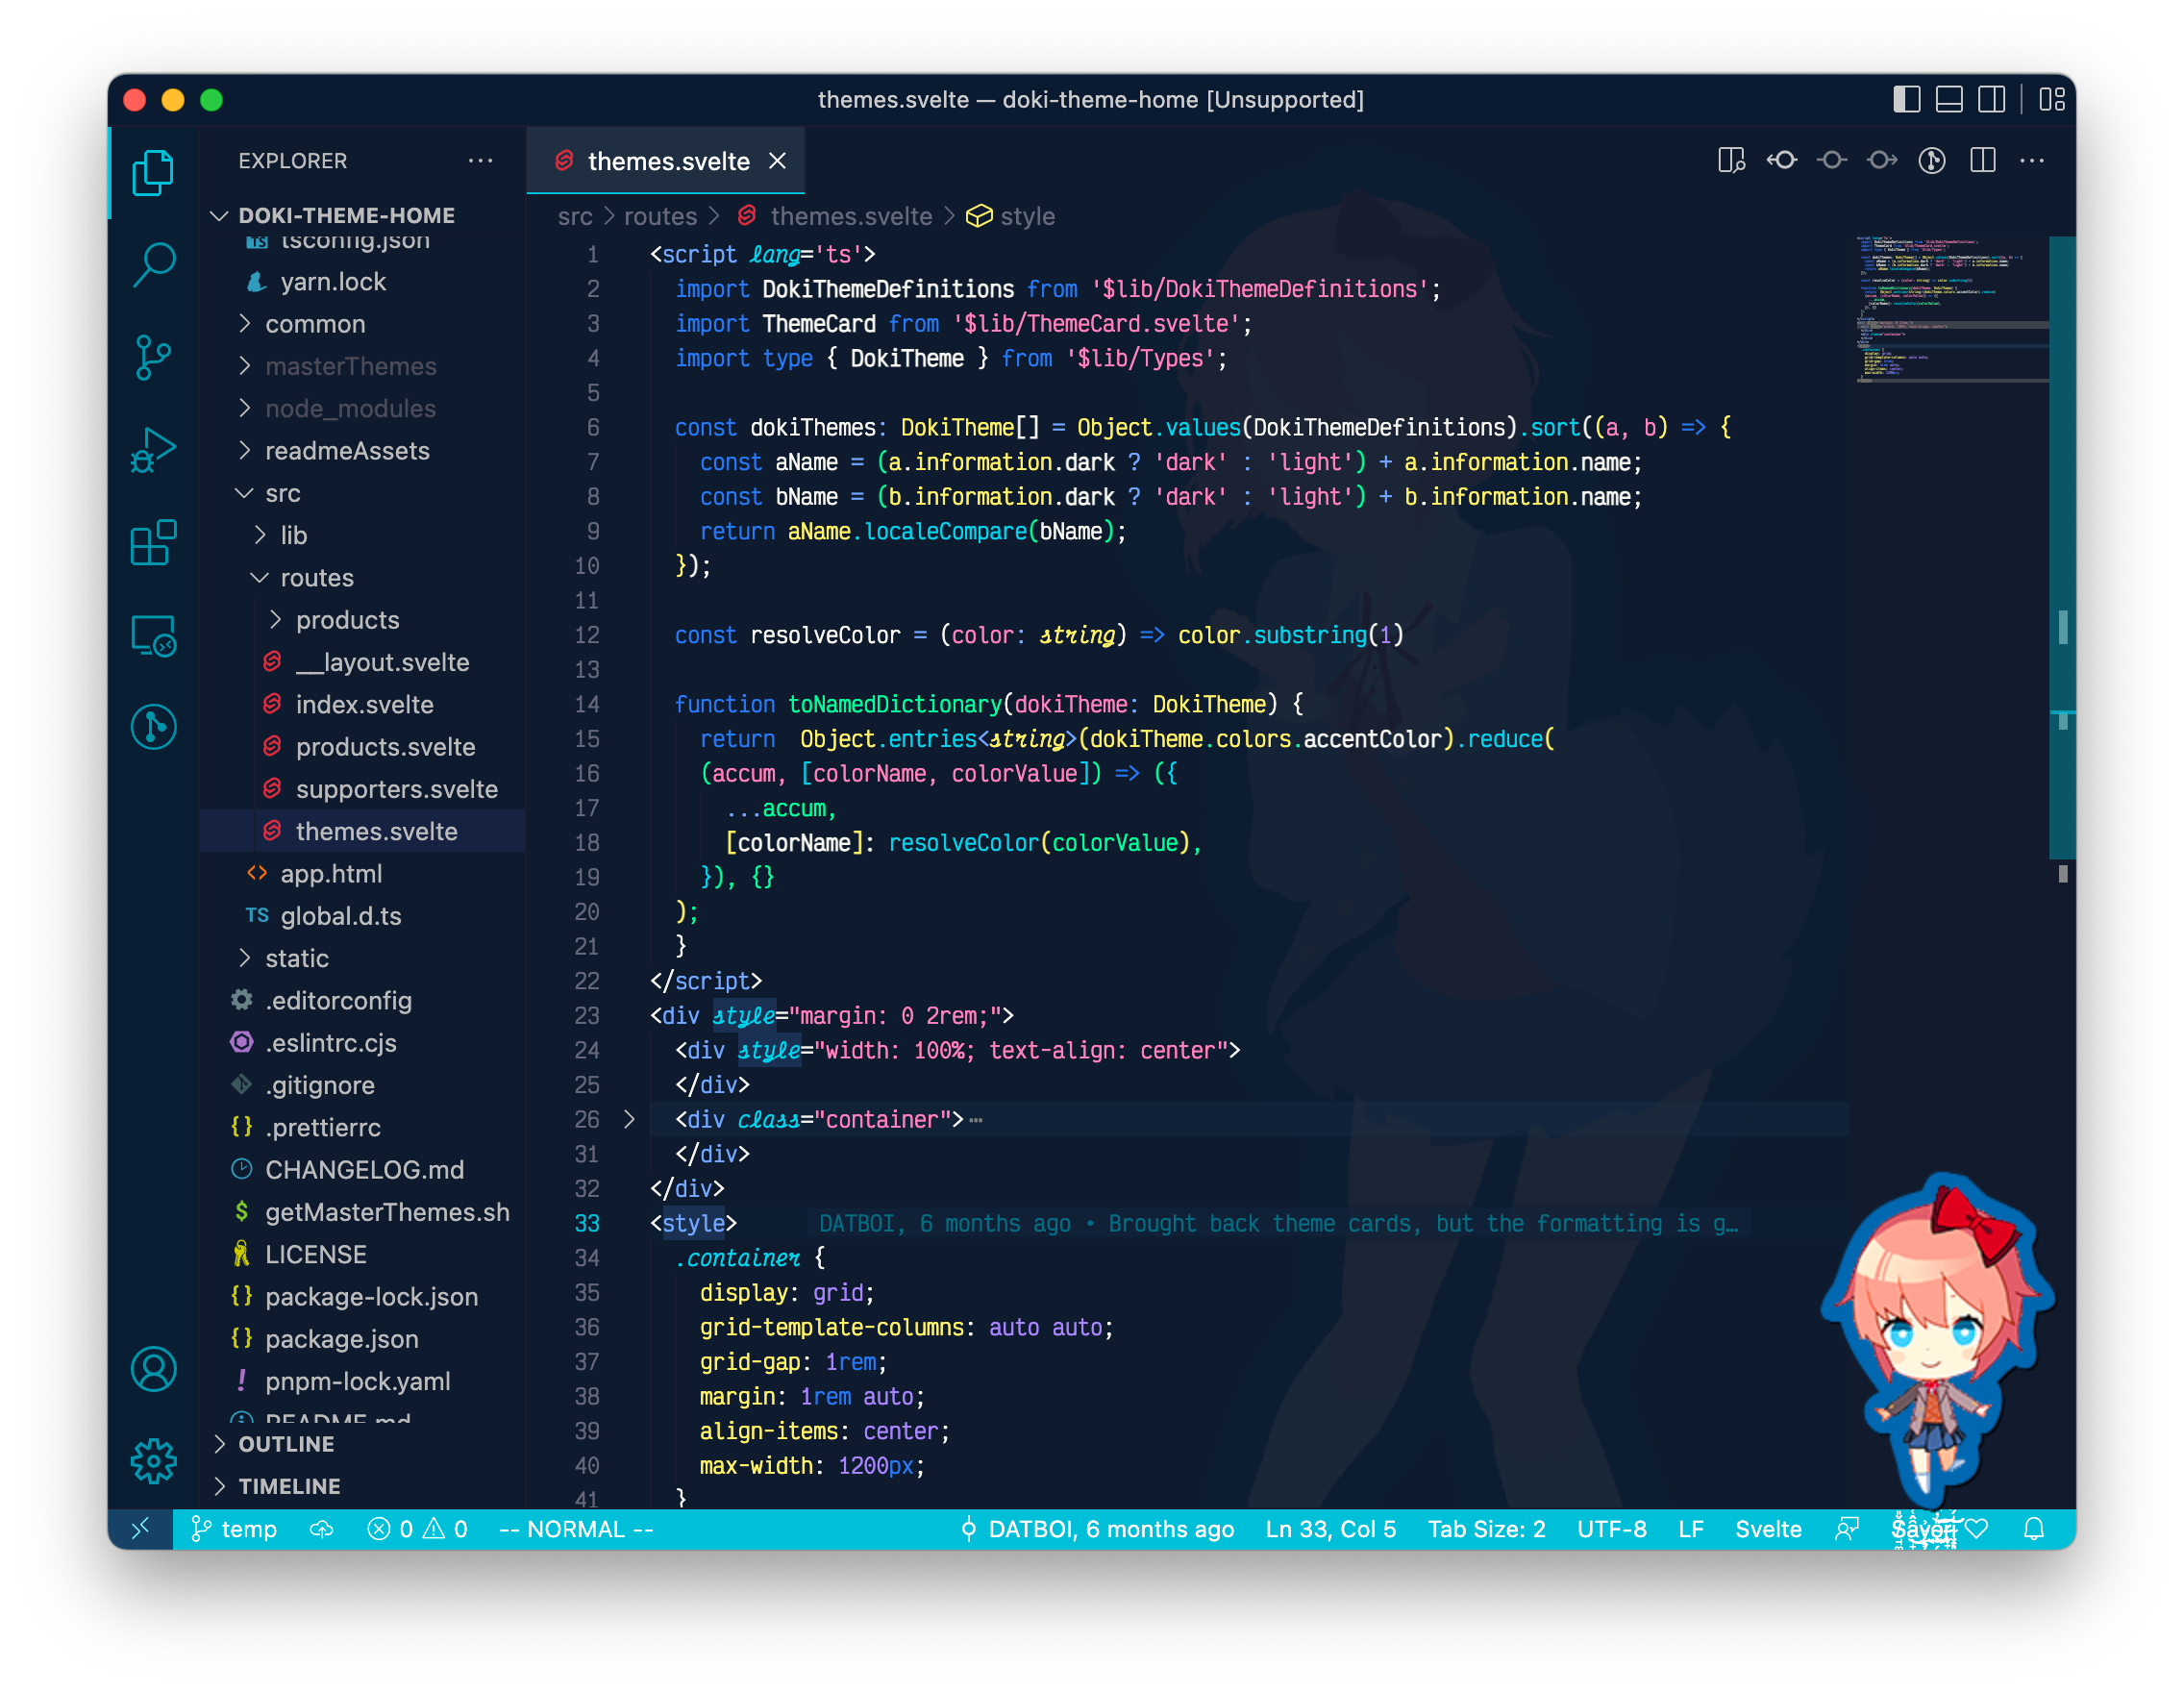 themes.svelte — doki-theme-home [Unsupported]
EXPLORER
DOKI-THEME-HOME
TS tsconfig.json
yarn.lock
common
masterThemes
node_modules
readmeAssets
src
lib
routes
products
__layout.svelte
index.svelte
products.svelte
supporters.svelte
themes.svelte
app.html
TS global.d.ts
static
.editorconfig
.eslintrc.cjs
.gitignore
.prettierrc
CHANGELOG.md
getMasterThemes.sh
LICENSE
package-lock.json
package.json
pnpm-lock.yaml
README.md
OUTLINE
TIMELINE
themes.svelte
src > routes > themes.svelte > style
1 <script lang='ts'>
2 import DokiThemeDefinitions from '$lib/DokiThemeDefinitions';
3 import ThemeCard from '$lib/ThemeCard.svelte';
4 import type { DokiTheme } from '$lib/Types';
5
6 const dokiThemes: DokiTheme[] = Object.values(DokiThemeDefinitions).sort((a, b) => {
7 const aName = (a.information.dark ? 'dark' : 'light') + a.information.name;
8 const bName = (b.information.dark ? 'dark' : 'light') + b.information.name;
9 return aName.localeCompare(bName);
10 });
11
12 const resolveColor = (color: string) => color.substring(1)
13
14 function toNamedDictionary(dokiTheme: DokiTheme) {
15 return  Object.entries<string>(dokiTheme.colors.accentColor).reduce(
16 (accum, [colorName, colorValue]) => ({
17 ...accum,
18 [colorName]: resolveColor(colorValue),
19 }), {}
20 );
21 }
22 </script>
23 <div style="margin: 0 2rem;">
24 <div style="width: 100%; text-align: center">
25 </div>
26 <div class="container">⋯
31 </div>
32 </div>
33 <style> DATBOI, 6 months ago • Brought back theme cards, but the formatting is g…
34 .container {
35 display: grid;
36 grid-template-columns: auto auto;
37 grid-gap: 1rem;
38 margin: 1rem auto;
39 align-items: center;
40 max-width: 1200px;
41 }
temp 0 0 -- NORMAL -- DATBOI, 6 months ago Ln 33, Col 5 Tab Size: 2 UTF-8 LF Svelte Sayori